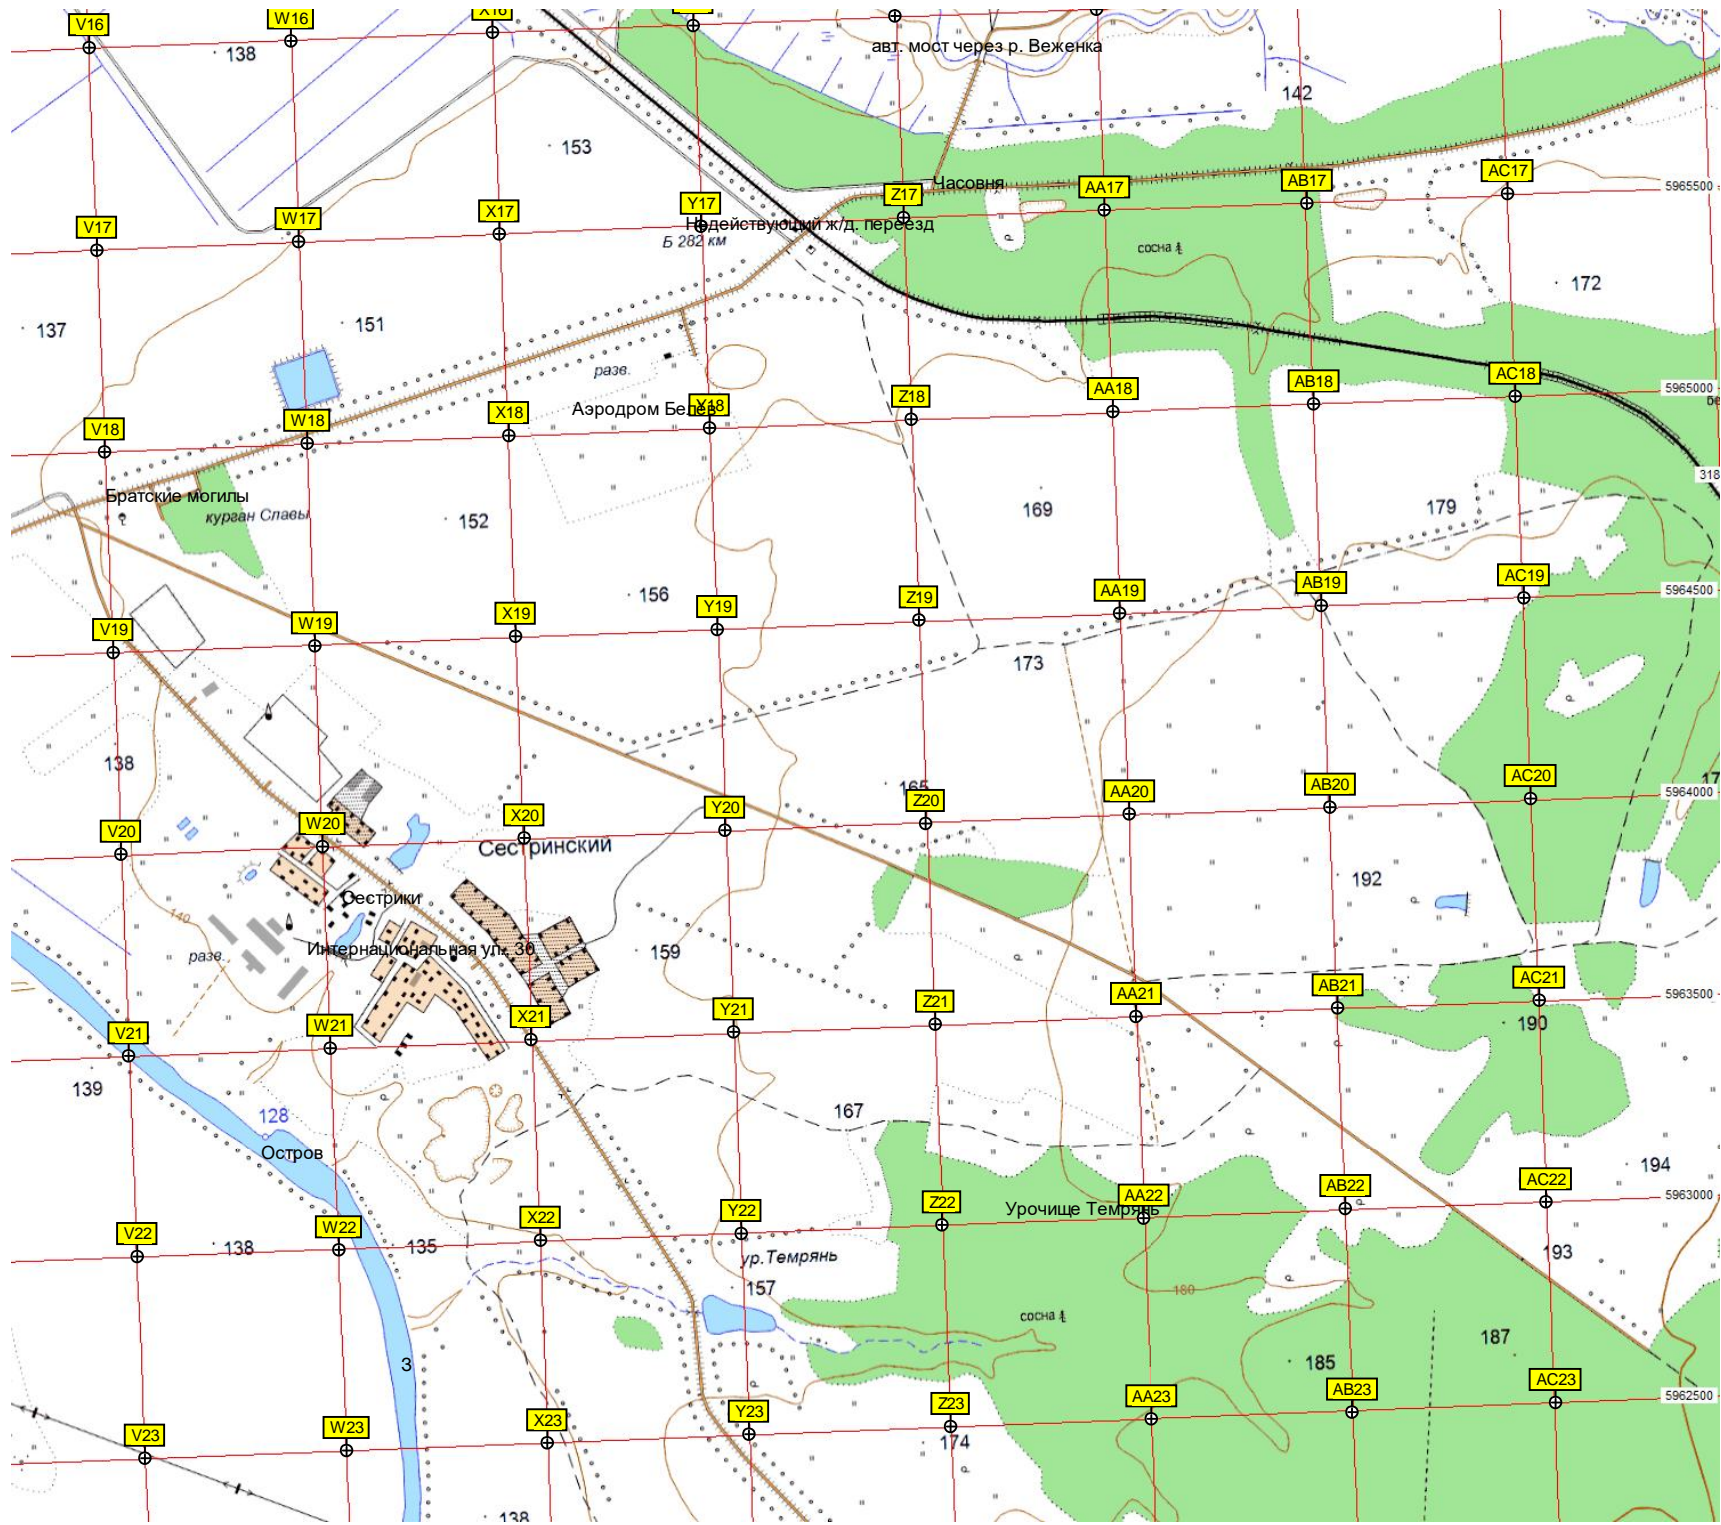 V16
W16
X16
138
авт. мост через р. Веженка
142
153
Часовня
AA17
AB17
AC17
5965500
V17
W17
X17
Y17
Z17
Недействующий ж/д. переезд
Б 282 км
сосна
172
137
151
разв.
AC18
5965000
V18
W18
X18
Аэродром Белёв
Y18
Z18
AA18
AB18
318
Братские могилы
курган Славы
152
169
179
156
V19
W19
X19
Y19
Z19
AA19
AB19
AC19
5964500
173
138
165
17
V20
W20
X20
Y20
Z20
AA20
AB20
AC20
5964000
Сестринский
192
Сестрики
140
Интернациональная ул., 30
разв.
159
V21
W21
X21
Y21
Z21
AA21
AB21
AC21
5963500
190
139
128
167
Остров
194
V22
W22
X22
Y22
Z22
AA22
AB22
AC22
5963000
Урочище Темрянь
138
135
ур.Темрянь
193
157
180
сосна
3
185
187
V23
W23
X23
Y23
Z23
AA23
AB23
AC23
5962500
174
138